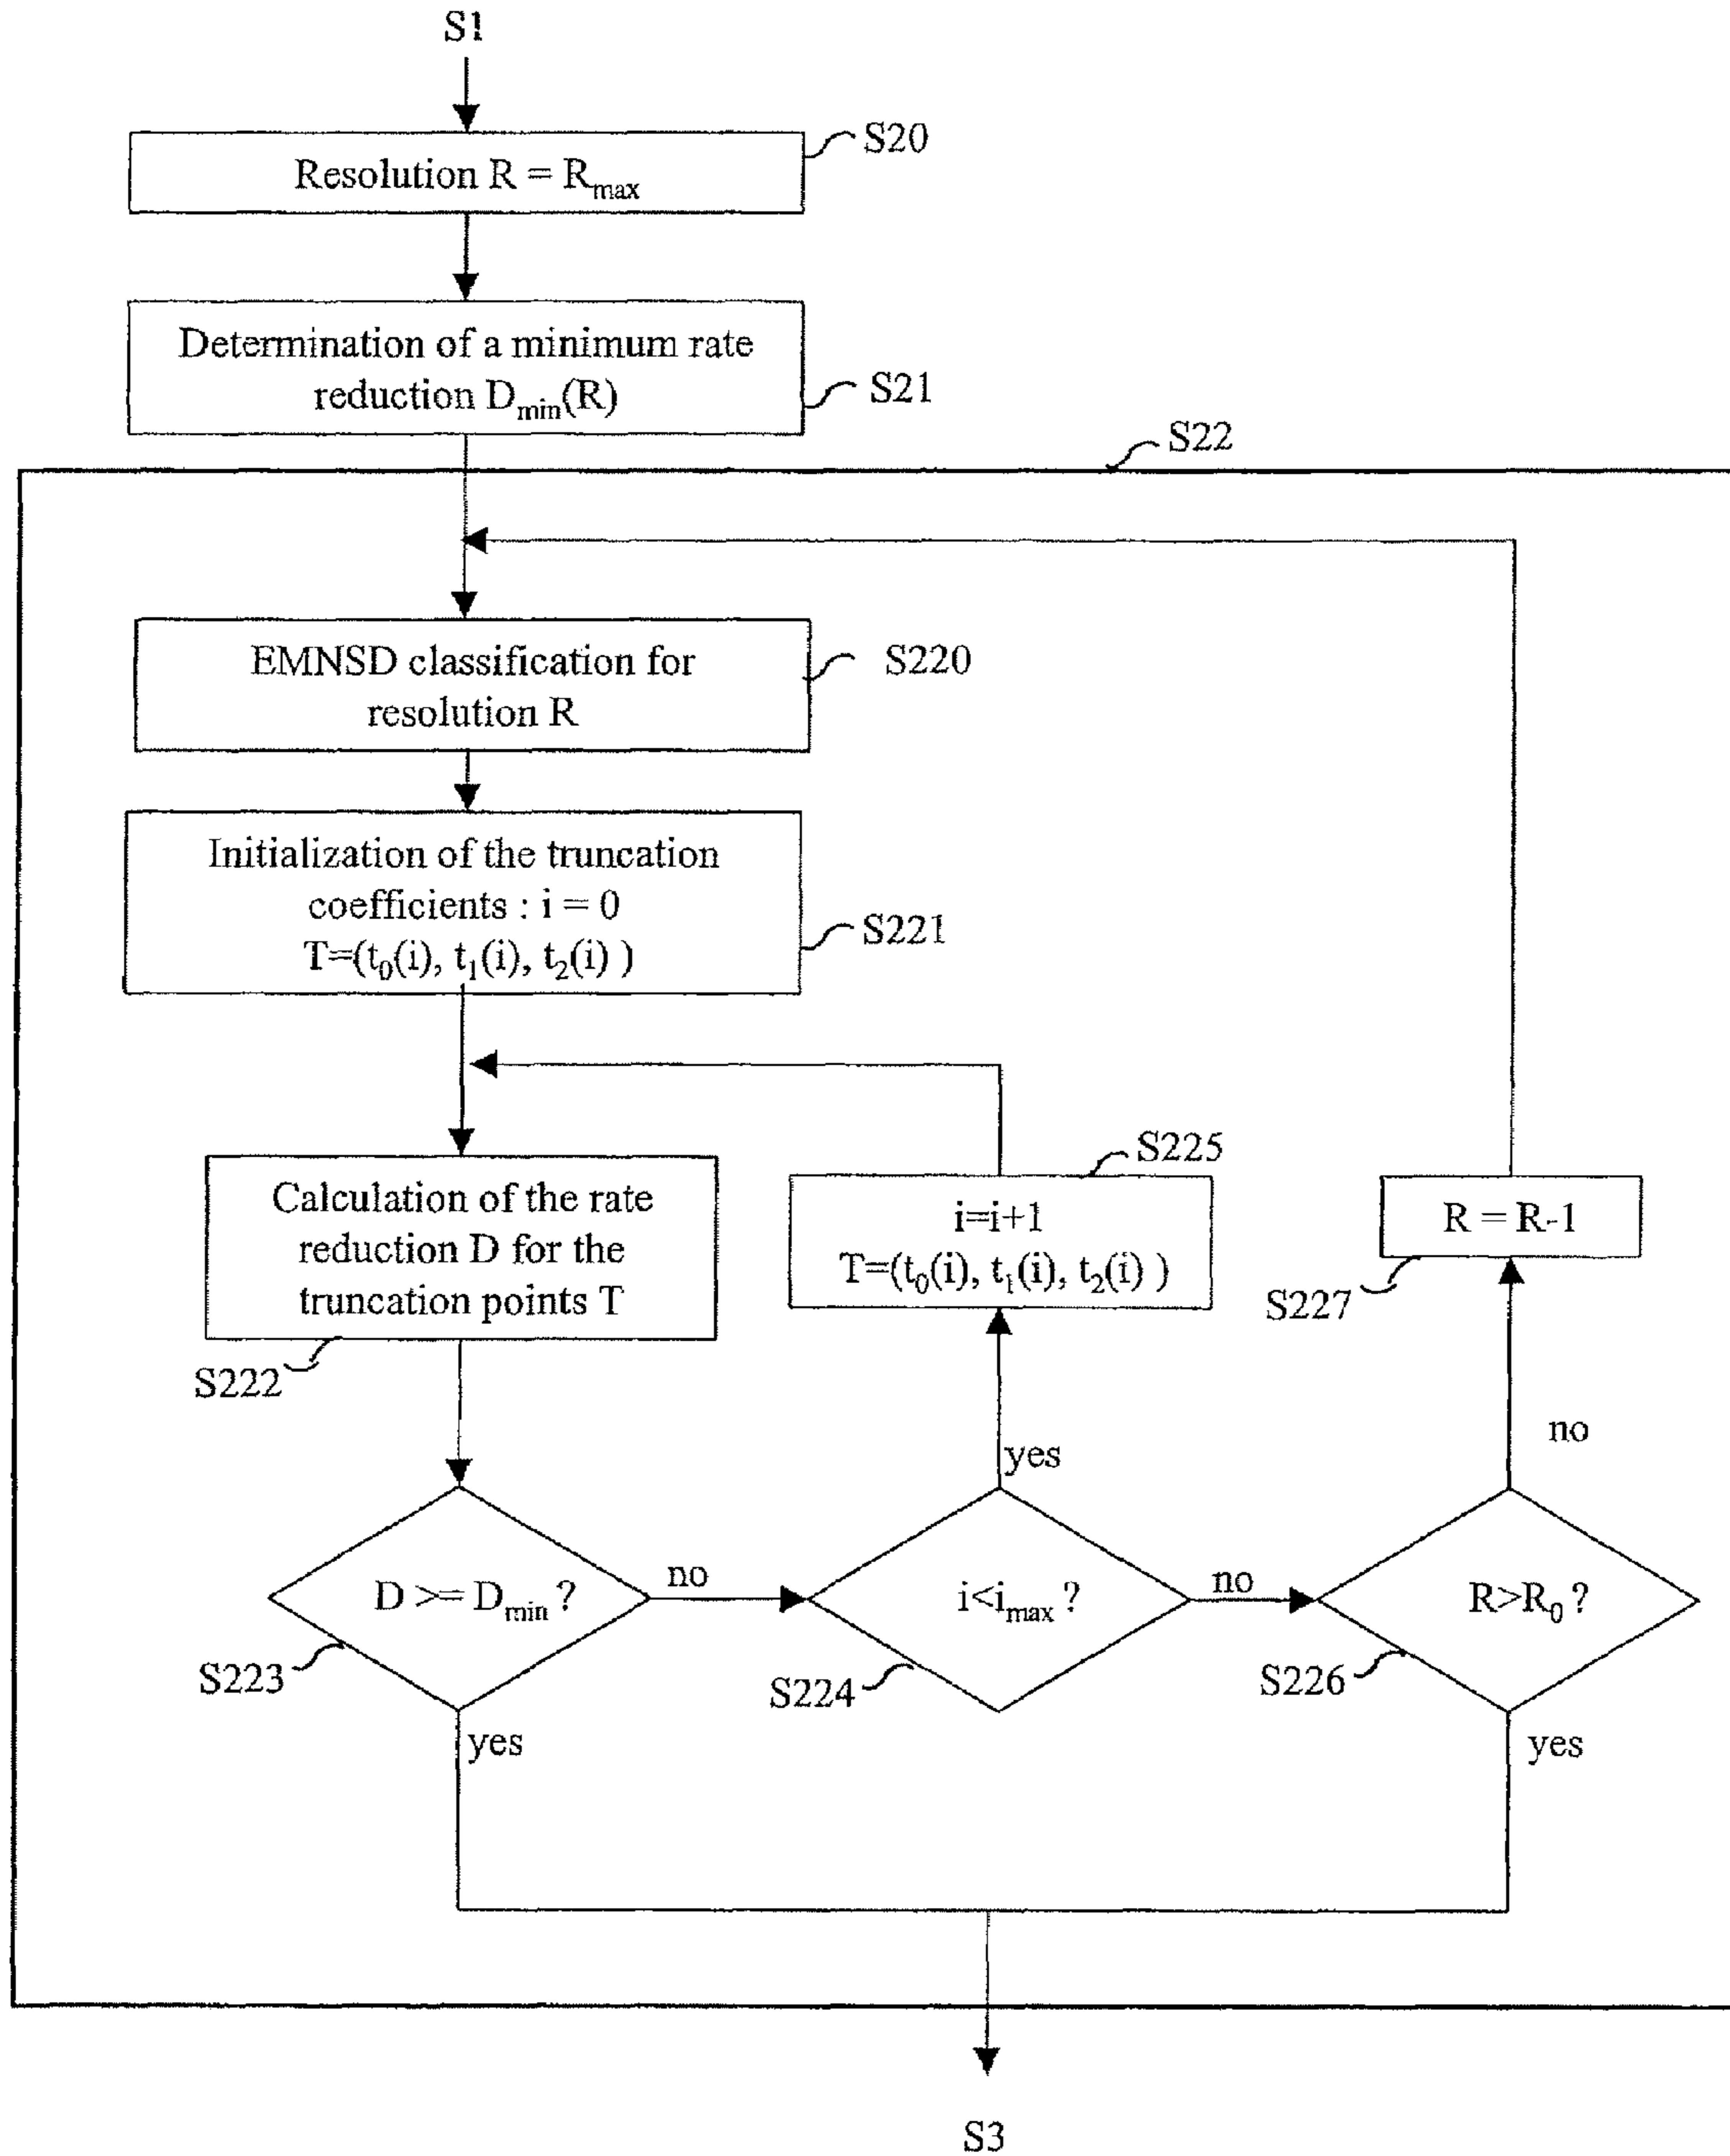 S1
Resolution R = Rmax
S20
Determination of a minimum rate
reduction Dmin(R)
S21
S22
EMNSD classification for
resolution R
S220
Initialization of the truncation
coefficients : i = 0
T=(t0(i), t1(i), t2(i) )
S221
Calculation of the rate
reduction D for the
truncation points T
S222
S225
i=i+1
T=(t0(i), t1(i), t2(i) )
R = R-1
S227
D >= Dmin ?
S223
no
yes
i<imax ?
S224
yes
no
R>R0 ?
S226
no
yes
S3